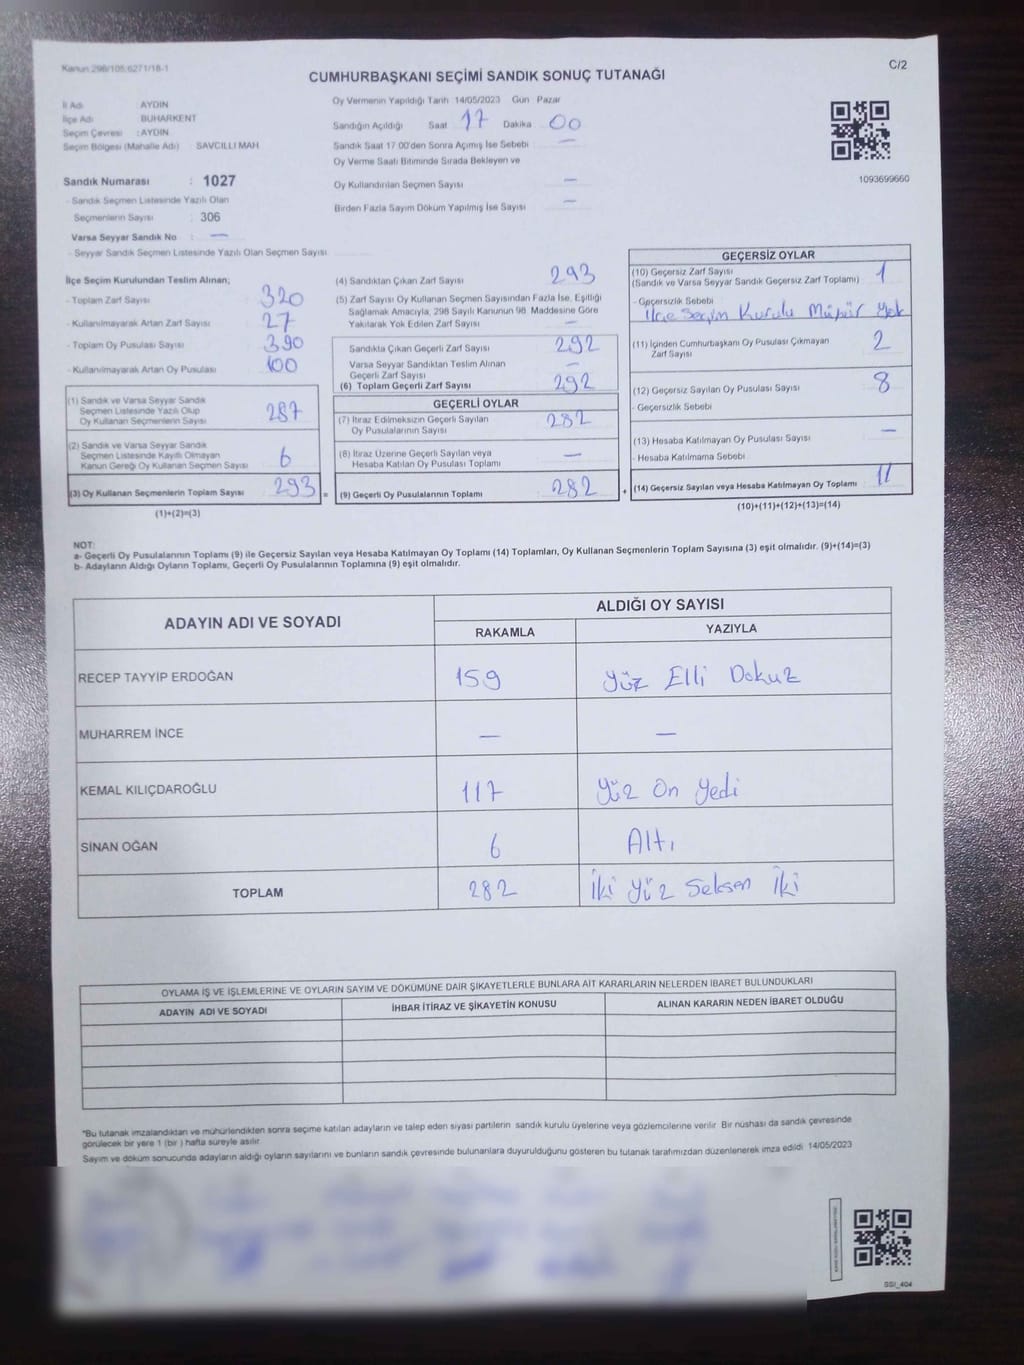 Kanun 298/105;6271/18-1
C/2
CUMHURBAŞKANI SEÇİMİ SANDIK SONUÇ TUTANAĞI
İl Adı AYDIN
İlçe Adı BUHARKENT
Seçim Çevresi : AYDIN
Seçim Bölgesi (Mahalle Adı) SAVCILLI MAH
Sandık Numarası : 1027
- Sandık Seçmen Listesinde Yazılı Olan
Seçmenlerin Sayısı : 306
Varsa Seyyar Sandık No : —
- Seyyar Sandık Seçmen Listesinde Yazılı Olan Seçmen Sayısı
Oy Vermenin Yapıldığı Tarih 14/05/2023 Gün Pazar
Sandığın Açıldığı Saat 17 Dakika 00
Sandık Saat 17 00'den Sonra Açımış İse Sebebi —
Oy Verme Saati Bitiminde Sırada Bekleyen ve
Oy Kullandırılan Seçmen Sayısı —
Birden Fazla Sayım Döküm Yapılmış İse Sayısı —
1093699660
İlçe Seçim Kurulundan Teslim Alınan;
- Toplam Zarf Sayısı 320
- Kullanılmayarak Artan Zarf Sayısı 27
- Toplam Oy Pusulası Sayısı 390
- Kullanılmayarak Artan Oy Pusulası 100
(1) Sandık ve Varsa Seyyar Sandık
Seçmen Listesinde Yazılı Olup
Oy Kullanan Seçmenlerin Sayısı 287
(2) Sandık ve Varsa Seyyar Sandık
Seçmen Listesinde Kayıtlı Olmayan
Kanun Gereği Oy Kullanan Seçmen Sayısı 6
(3) Oy Kullanan Seçmenlerin Toplam Sayısı 293 =
(1)+(2)=(3)
(4) Sandıktan Çıkan Zarf Sayısı 293
(5) Zarf Sayısı Oy Kullanan Seçmen Sayısından Fazla İse, Eşitliği
Sağlamak Amacıyla, 298 Sayılı Kanunun 98. Maddesine Göre
Yakılarak Yok Edilen Zarf Sayısı —
Sandıkta Çıkan Geçerli Zarf Sayısı 292
Varsa Seyyar Sandıktan Teslim Alınan
Geçerli Zarf Sayısı —
(6) Toplam Geçerli Zarf Sayısı 292
GEÇERLİ OYLAR
(7) İtiraz Edilmeksizin Geçerli Sayılan
Oy Pusulalarının Sayısı 282
(8) İtiraz Üzerine Geçerli Sayılan veya
Hesaba Katılan Oy Pusulası Toplamı —
(9) Geçerli Oy Pusulalarının Toplamı 282 +
GEÇERSİZ OYLAR
(10) Geçersiz Zarf Sayısı
(Sandık ve Varsa Seyyar Sandık Geçersiz Zarf Toplamı) 1
- Geçersizlik Sebebi
İlçe Seçim Kurulu Mühür Yok
(11) İçinden Cumhurbaşkanı Oy Pusulası Çıkmayan
Zarf Sayısı 2
(12) Geçersiz Sayılan Oy Pusulası Sayısı 8
- Geçersizlik Sebebi
(13) Hesaba Katılmayan Oy Pusulası Sayısı —
- Hesaba Katılmama Sebebi
(14) Geçersiz Sayılan veya Hesaba Katılmayan Oy Toplamı 11
(10)+(11)+(12)+(13)=(14)
NOT:
a- Geçerli Oy Pusulalarının Toplamı (9) ile Geçersiz Sayılan veya Hesaba Katılmayan Oy Toplamı (14) Toplamları, Oy Kullanan Seçmenlerin Toplam Sayısına (3) eşit olmalıdır. (9)+(14)=(3)
b- Adayların Aldığı Oyların Toplamı, Geçerli Oy Pusulalarının Toplamına (9) eşit olmalıdır.
ADAYIN ADI VE SOYADI ALDIĞI OY SAYISI
RAKAMLA YAZIYLA
RECEP TAYYİP ERDOĞAN 159 Yüz Elli Dokuz
MUHARREM İNCE — —
KEMAL KILIÇDAROĞLU 117 Yüz On Yedi
SİNAN OĞAN 6 Altı
TOPLAM 282 İki Yüz Seksen İki
OYLAMA İŞ VE İŞLEMLERİNE VE OYLARIN SAYIM VE DÖKÜMÜNE DAİR ŞİKAYETLERLE BUNLARA AİT KARARLARIN NELERDEN İBARET BULUNDUKLARI
ADAYIN ADI VE SOYADI İHBAR İTİRAZ VE ŞİKAYETİN KONUSU ALINAN KARARIN NEDEN İBARET OLDUĞU
*Bu tutanak imzalandıktan ve mühürlendikten sonra seçime katılan adayların ve talep eden siyasi partilerin sandık kurulu üyelerine veya gözlemcilerine verilir. Bir nüshası da sandık çevresinde
görülecek bir yere 1 (bir ) hafta süreyle asılır.
Sayım ve döküm sonucunda adayların aldığı oyların sayılarını ve bunların sandık çevresinde bulunanlara duyurulduğunu gösteren bu tutanak tarafımızdan düzenlenerek imza edildi 14/05/2023
SSI_404